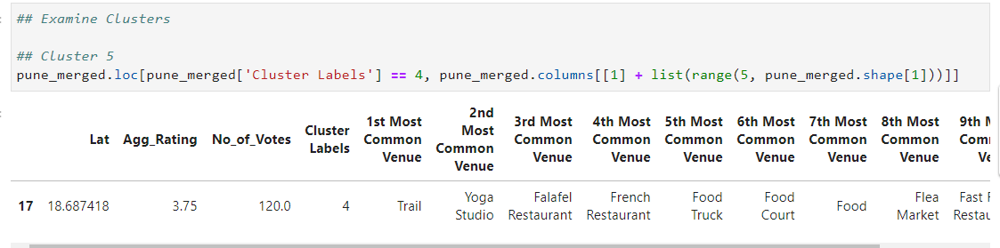 ## Examine Clusters
## Cluster 5
pune_merged.loc[pune_merged['Cluster Labels'] == 4, pune_merged.columns[[1] + list(range(5, pune_merged.shape[1]))]]
Lat Agg_Rating No_of_Votes Cluster Labels 1st Most Common Venue 2nd Most Common Venue 3rd Most Common Venue 4th Most Common Venue 5th Most Common Venue 6th Most Common Venue 7th Most Common Venue 8th Most Common Venue 9th
17 18.687418 3.75 120.0 4 Trail Yoga Studio Falafel Restaurant French Restaurant Food Truck Food Court Food Flea Market Fast